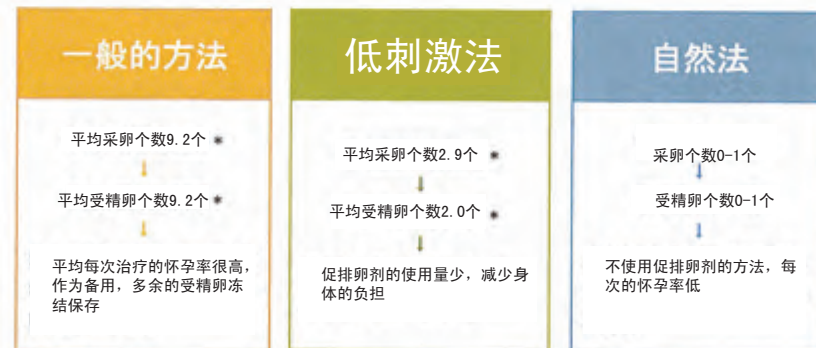 一般的方法
平均采卵个数9.2个 *
平均受精卵个数9.2个 *
平均每次治疗的怀孕率很高，
作为备用，多余的受精卵冻
结保存
低刺激法
平均采卵个数2.9个 *
平均受精卵个数2.0个 *
促排卵剂的使用量少，减少身
体的负担
自然法
采卵个数0-1个
受精卵个数0-1个
不使用促排卵剂的方法，每
次的怀孕率低